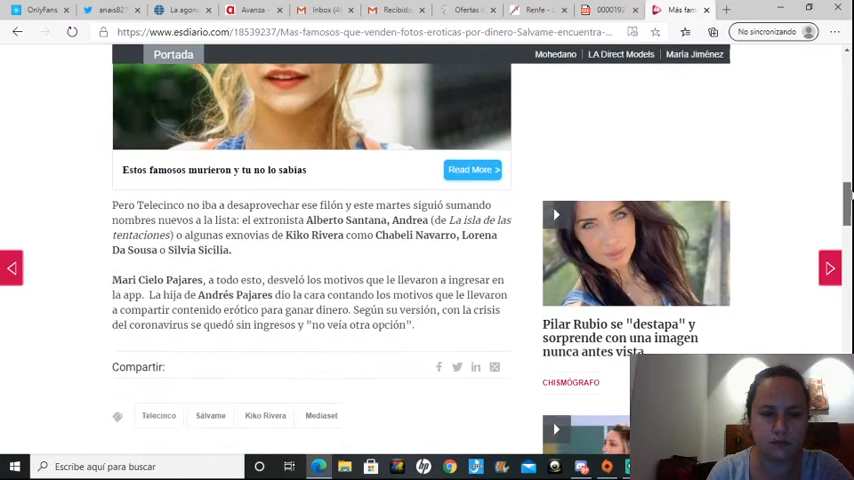 OnlyFans
anais827
La agoni
Avanza -
Inbox (40
Recibido
Ofertas
Renfe -
0000192
Más fam
https://www.esdiario.com/18539237/Mas-famosos-que-venden-fotos-eroticas-por-dinero-Salvame-encuentra-...
No sincronizando
Portada
Mohedano | LA Direct Models | María Jiménez
Estos famosos murieron y tu no lo sabias
Read More >
Pero Telecinco no iba a desaprovechar ese filón y este martes siguió sumando
nombres nuevos a la lista: el extronista Alberto Santana, Andrea (de La isla de las
tentaciones) o algunas exnovias de Kiko Rivera como Chabeli Navarro, Lorena
Da Sousa o Silvia Sicilia.
Mari Cielo Pajares, a todo esto, desveló los motivos que le llevaron a ingresar en
la app. La hija de Andrés Pajares dio la cara contando los motivos que le llevaron
a compartir contenido erótico para ganar dinero. Según su versión, con la crisis
del coronavirus se quedó sin ingresos y "no veía otra opción".
Compartir:
Telecinco
Sálvame
Kiko Rivera
Mediaset
Pilar Rubio se "destapa" y
sorprende con una imagen
nunca antes vista
CHISMÓGRAFO
Escribe aquí para buscar